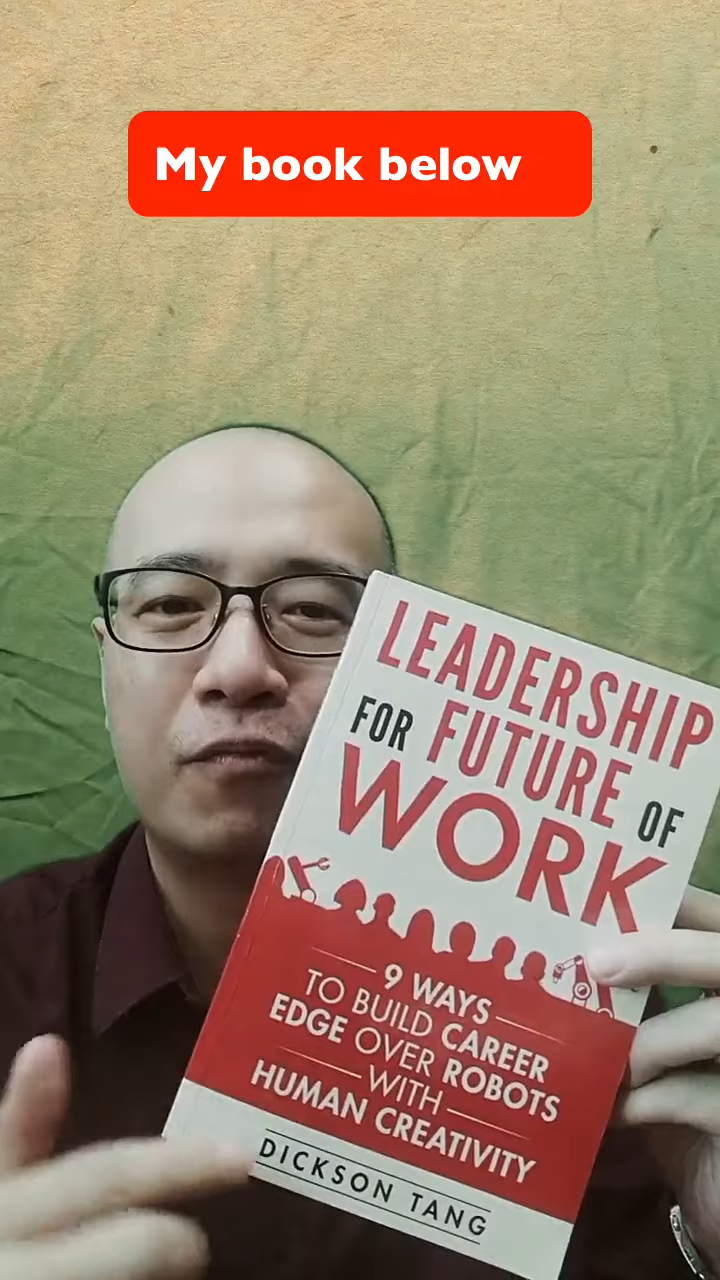 My book below
LEADERSHIP
FOR FUTURE OF
WORK
9 WAYS
TO BUILD CAREER
EDGE OVER ROBOTS
WITH
HUMAN CREATIVITY
DICKSON TANG